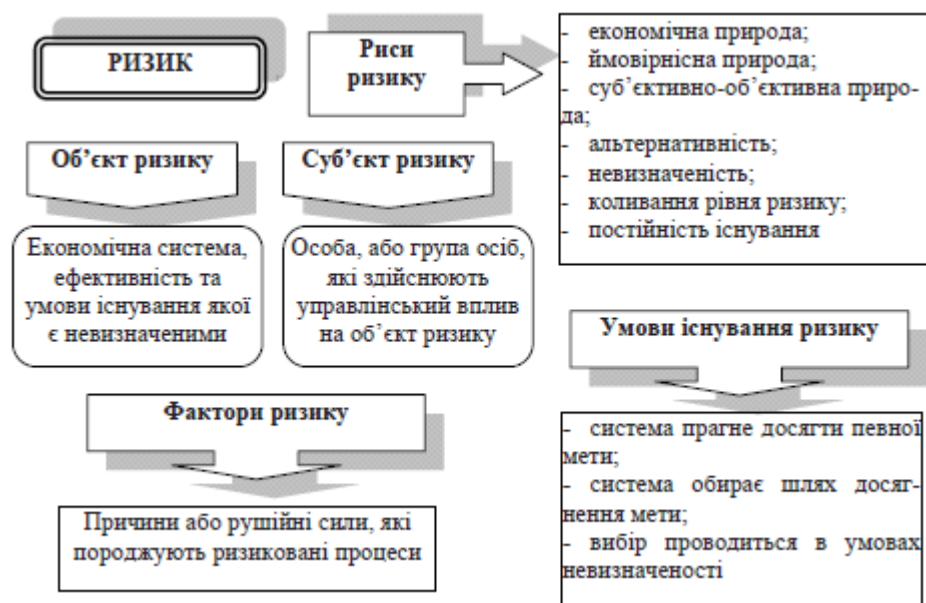 РИЗИК
Риси
ризику
- економічна природа;
- ймовірнісна природа;
- суб’єктивно-об’єктивна приро-
да;
- альтернативність;
- невизначеність;
- коливання рівня ризику;
- постійність існування
Об’єкт ризику
Економічна система,
ефективність та
умови існування якої
є невизначеними
Суб’єкт ризику
Особа, або група осіб,
які здійснюють
управлінський вплив
на об’єкт ризику
Умови існування ризику
- система прагне досягти певної
мети;
- система обирає шлях досяг-
нення мети;
- вибір проводиться в умовах
невизначеності
Фактори ризику
Причини або рушійні сили, які
породжують ризиковані процеси